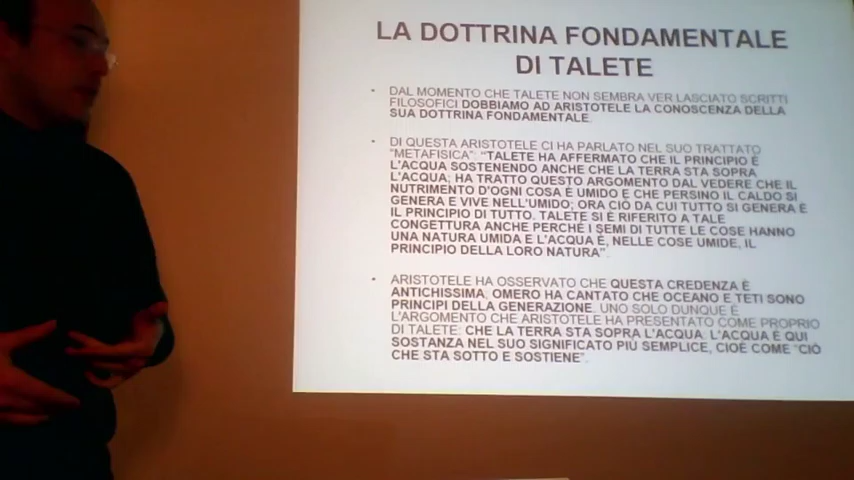 LA DOTTRINA FONDAMENTALE
DI TALETE
• DAL MOMENTO CHE TALETE NON SEMBRA VER LASCIATO SCRITTI
FILOSOFICI DOBBIAMO AD ARISTOTELE LA CONOSCENZA DELLA
SUA DOTTRINA FONDAMENTALE.
• DI QUESTA ARISTOTELE CI HA PARLATO NEL SUO TRATTATO
"METAFISICA": "TALETE HA AFFERMATO CHE IL PRINCIPIO È
L'ACQUA SOSTENENDO ANCHE CHE LA TERRA STA SOPRA
L'ACQUA; HA TRATTO QUESTO ARGOMENTO DAL VEDERE CHE IL
NUTRIMENTO D'OGNI COSA È UMIDO E CHE PERSINO IL CALDO SI
GENERA E VIVE NELL'UMIDO; ORA CIÒ DA CUI TUTTO SI GENERA È
IL PRINCIPIO DI TUTTO. TALETE SI È RIFERITO A TALE
CONGETTURA ANCHE PERCHÉ I SEMI DI TUTTE LE COSE HANNO
UNA NATURA UMIDA E L'ACQUA È, NELLE COSE UMIDE, IL
PRINCIPIO DELLA LORO NATURA".
• ARISTOTELE HA OSSERVATO CHE QUESTA CREDENZA È
ANTICHISSIMA; OMERO HA CANTATO CHE OCEANO E TETI SONO
PRINCIPI DELLA GENERAZIONE. UNO SOLO DUNQUE È
L'ARGOMENTO CHE ARISTOTELE HA PRESENTATO COME PROPRIO
DI TALETE: CHE LA TERRA STA SOPRA L'ACQUA. L'ACQUA È QUI
SOSTANZA NEL SUO SIGNIFICATO PIÙ SEMPLICE, CIOÈ COME "CIÒ
CHE STA SOTTO E SOSTIENE".